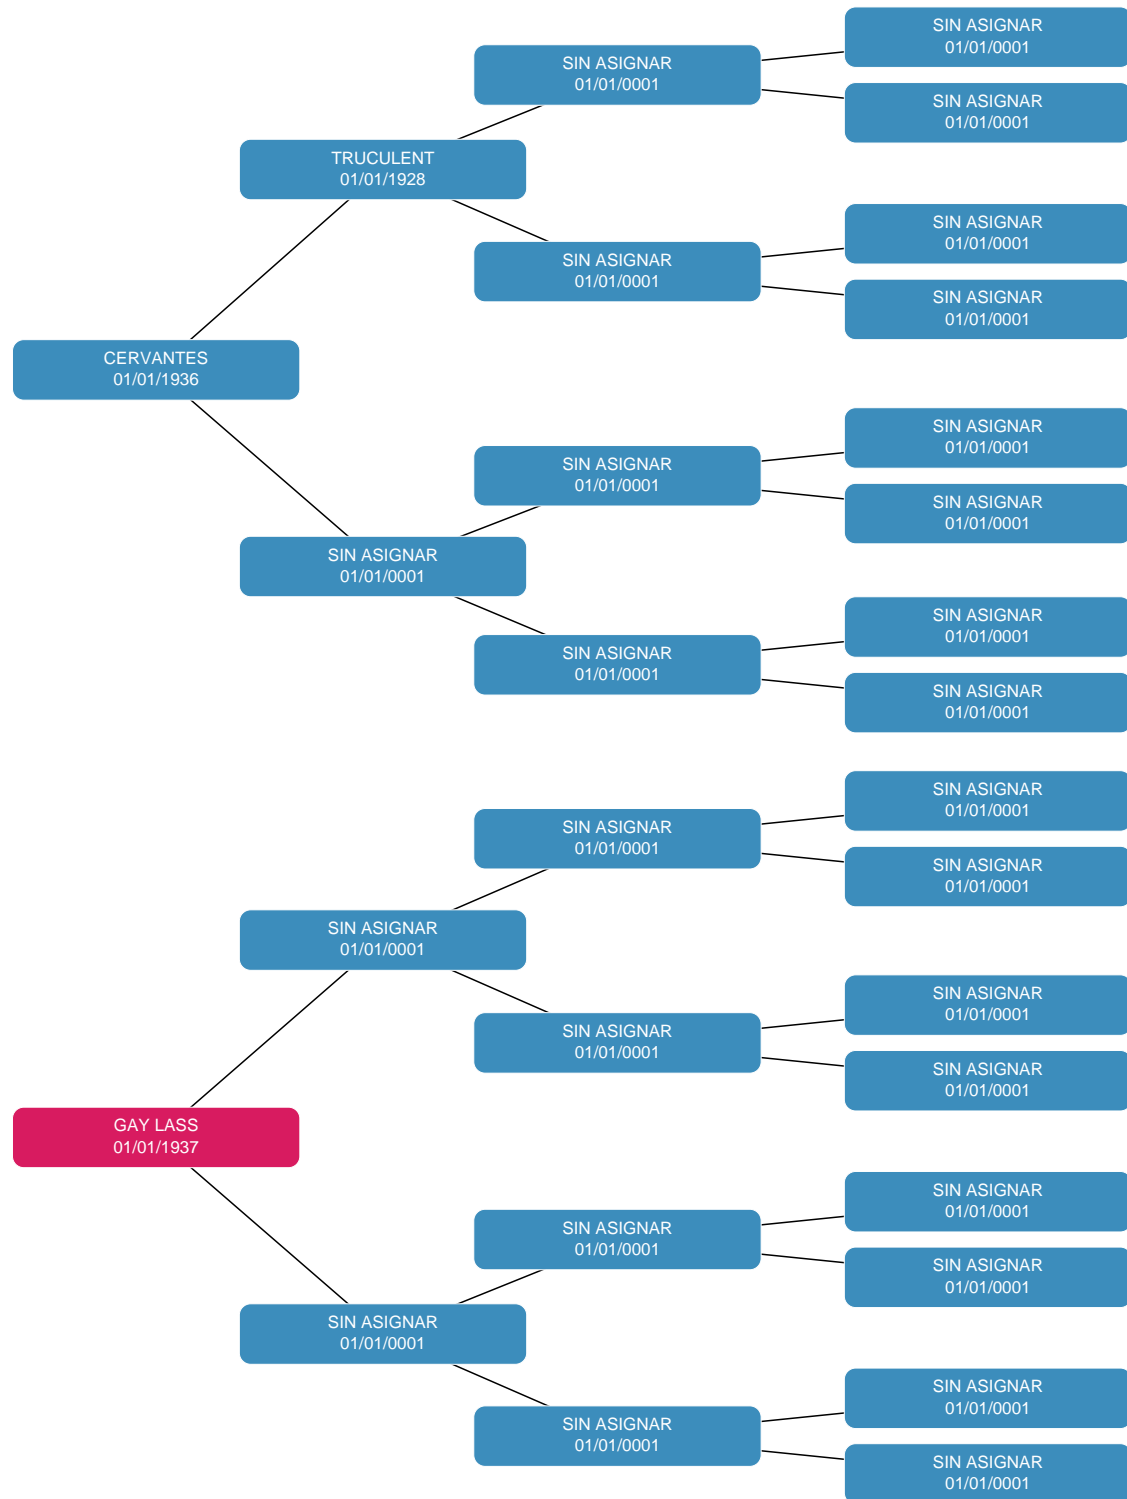 CERVANTES
01/01/1936
GAY LASS
01/01/1937
TRUCULENT
01/01/1928
SIN ASIGNAR
01/01/0001
SIN ASIGNAR
01/01/0001
SIN ASIGNAR
01/01/0001
SIN ASIGNAR
01/01/0001
SIN ASIGNAR
01/01/0001
SIN ASIGNAR
01/01/0001
SIN ASIGNAR
01/01/0001
SIN ASIGNAR
01/01/0001
SIN ASIGNAR
01/01/0001
SIN ASIGNAR
01/01/0001
SIN ASIGNAR
01/01/0001
SIN ASIGNAR
01/01/0001
SIN ASIGNAR
01/01/0001
SIN ASIGNAR
01/01/0001
SIN ASIGNAR
01/01/0001
SIN ASIGNAR
01/01/0001
SIN ASIGNAR
01/01/0001
SIN ASIGNAR
01/01/0001
SIN ASIGNAR
01/01/0001
SIN ASIGNAR
01/01/0001
SIN ASIGNAR
01/01/0001
SIN ASIGNAR
01/01/0001
SIN ASIGNAR
01/01/0001
SIN ASIGNAR
01/01/0001
SIN ASIGNAR
01/01/0001
SIN ASIGNAR
01/01/0001
SIN ASIGNAR
01/01/0001